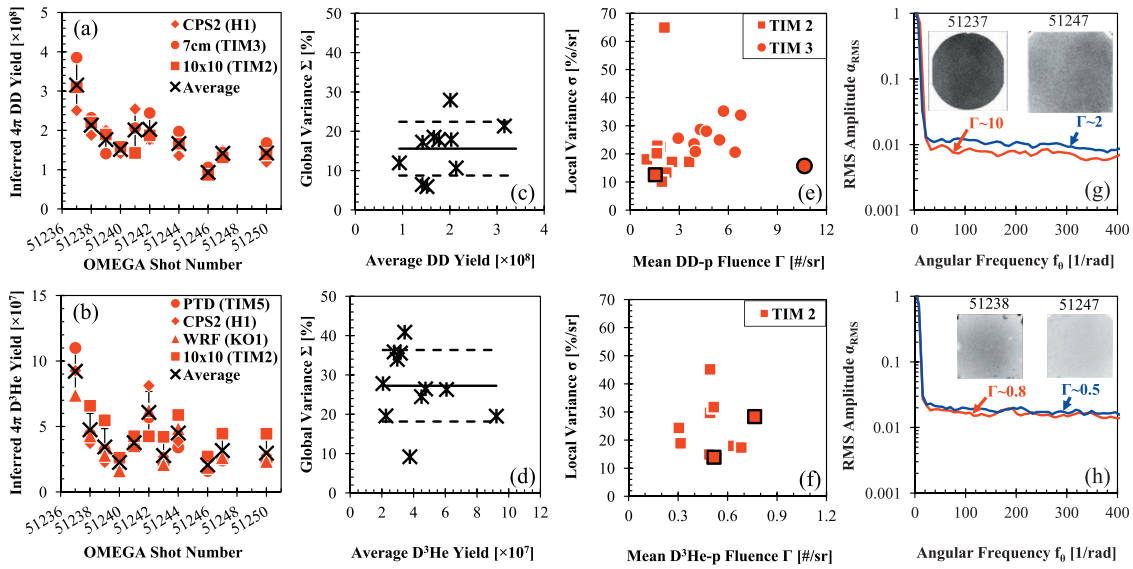 (a)
CPS2 (H1)
7cm (TIM3)
10x10 (TIM2)
Average
Inferred 4π DD Yield [×10⁸]
5
4
3
2
1
0
51236
51238
51240
51242
51244
51246
51248
51250
OMEGA Shot Number
(c)
Global Variance Σ [%]
50
40
30
20
10
0
0
1
2
3
4
Average DD Yield [×10⁸]
(e)
TIM 2
TIM 3
Local Variance σ [%/sr]
70
60
50
40
30
20
10
0
0
2
4
6
8
10
12
Mean DD-p Fluence Γ [#/sr]
(g)
51237
51247
Γ~10
Γ~2
RMS Amplitude αRMS
1
0.1
0.01
0.001
0
100
200
300
400
Angular Frequency fθ [1/rad]
(b)
PTD (TIM5)
CPS2 (H1)
WRF (KO1)
10x10 (TIM2)
Average
Inferred 4π D³He Yield [×10⁷]
15
10
5
0
51236
51238
51240
51242
51244
51246
51248
51250
OMEGA Shot Number
(d)
Global Variance Σ [%]
50
40
30
20
10
0
0
2
4
6
8
10
12
Average D³He Yield [×10⁷]
(f)
TIM 2
Local Variance σ [%/sr]
70
60
50
40
30
20
10
0
0
0.3
0.6
0.9
1.2
Mean D³He-p Fluence Γ [#/sr]
(h)
51238
51247
Γ~0.8
Γ~0.5
RMS Amplitude αRMS
1
0.1
0.01
0.001
0
100
200
300
400
Angular Frequency fθ [1/rad]